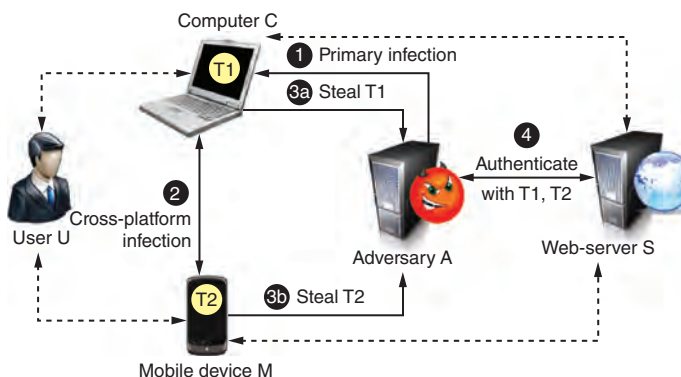 Computer C
T1
1 Primary infection
3a Steal T1
4
Authenticate
with T1, T2
2
Cross-platform
infection
User U
Adversary A
Web-server S
T2
3b Steal T2
Mobile device M